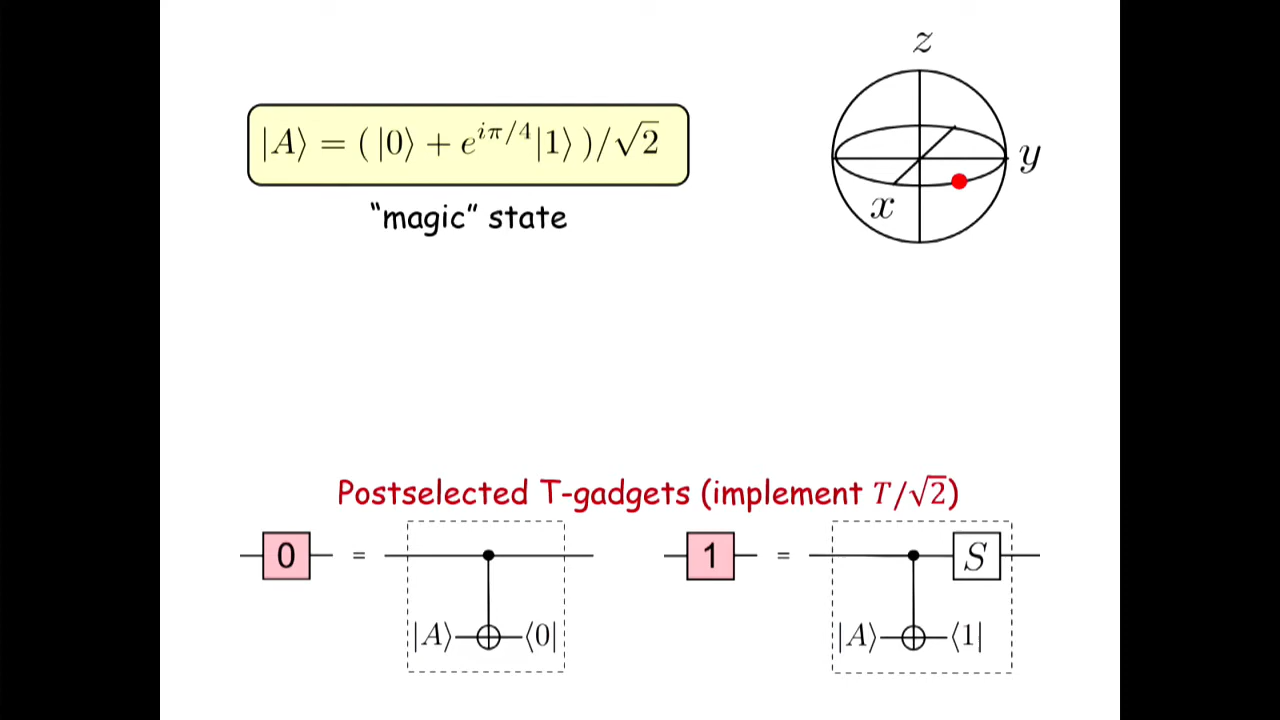 z
|A⟩ = ( |0⟩ + e^{iπ/4}|1⟩ )/√2
y
x
“magic” state
Postselected T-gadgets (implement T/√2)
0 = |A⟩ ⟨0|
1 = S |A⟩ ⟨1|